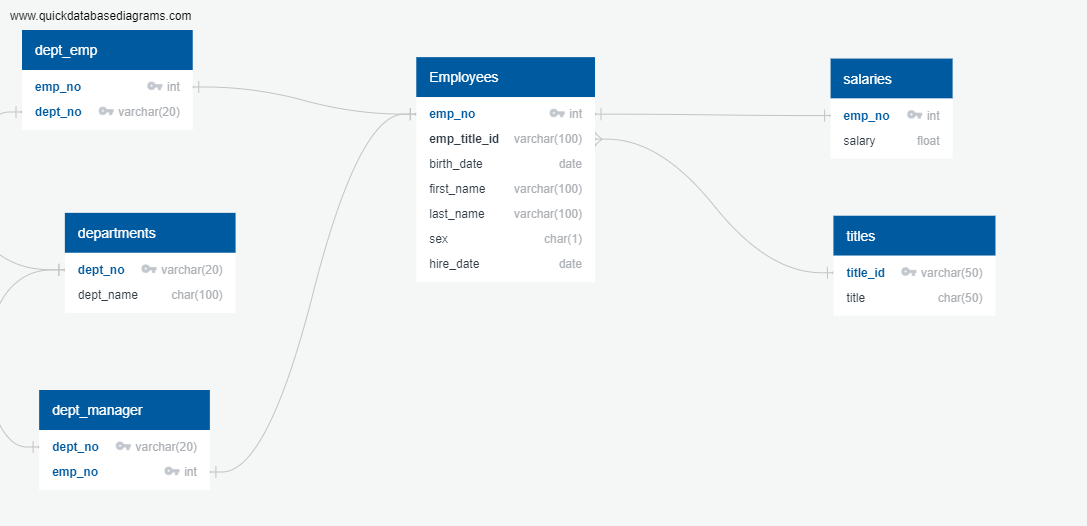 www.quickdatabasediagrams.com
dept_emp
emp_no int
dept_no varchar(20)
departments
dept_no varchar(20)
dept_name char(100)
dept_manager
dept_no varchar(20)
emp_no int
Employees
emp_no int
emp_title_id varchar(100)
birth_date date
first_name varchar(100)
last_name varchar(100)
sex char(1)
hire_date date
salaries
emp_no int
salary float
titles
title_id varchar(50)
title char(50)